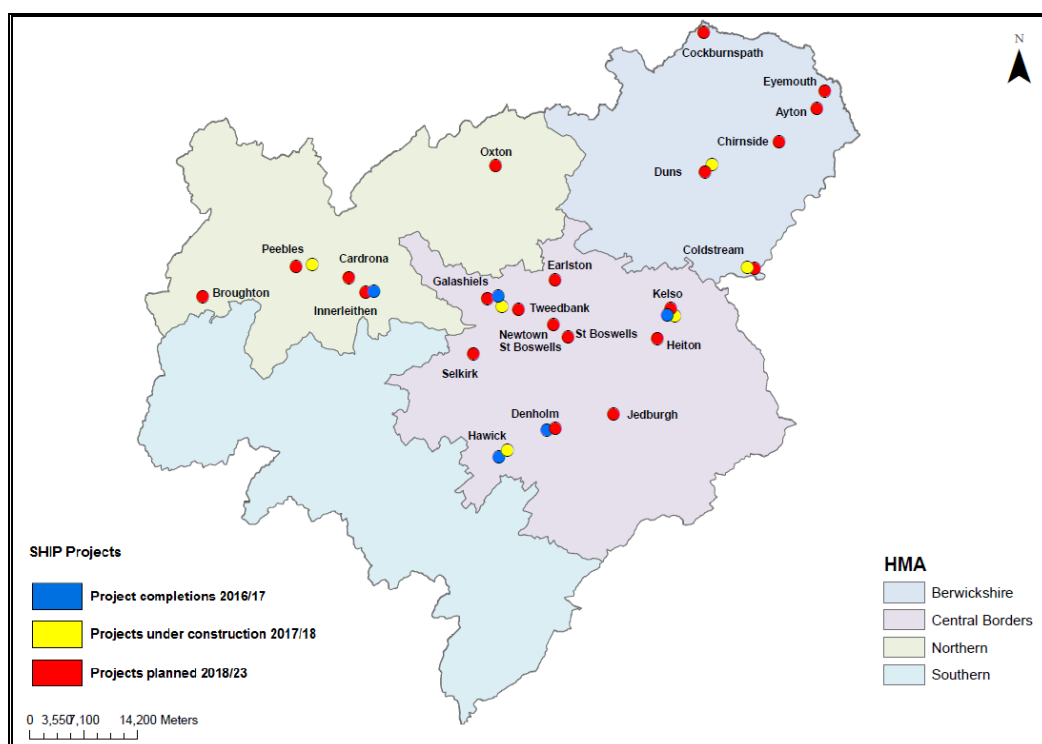 N
Cockburnspath
Eyemouth
Ayton
Chirnside
Oxton
Duns
Coldstream
Peebles
Cardrona
Earlston
Broughton
Innerleithen
Galashiels
Tweedbank
Kelso
Newtown
St Boswells
St Boswells
Heiton
Selkirk
Denholm
Jedburgh
Hawick
SHIP Projects
Project completions 2016/17
Projects under construction 2017/18
Projects planned 2018/23
0 3,550 7,100 14,200 Meters
HMA
Berwickshire
Central Borders
Northern
Southern